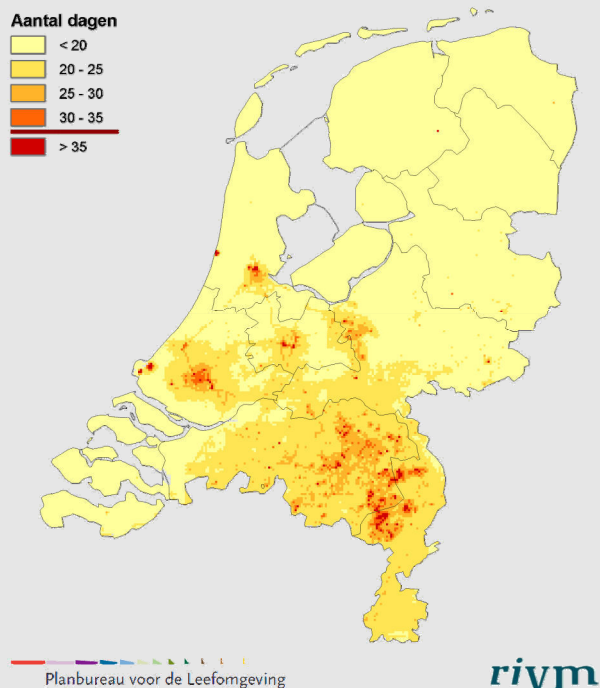 Aantal dagen
< 20
20 - 25
25 - 30
30 - 35
> 35
Planbureau voor de Leefomgeving
rivm